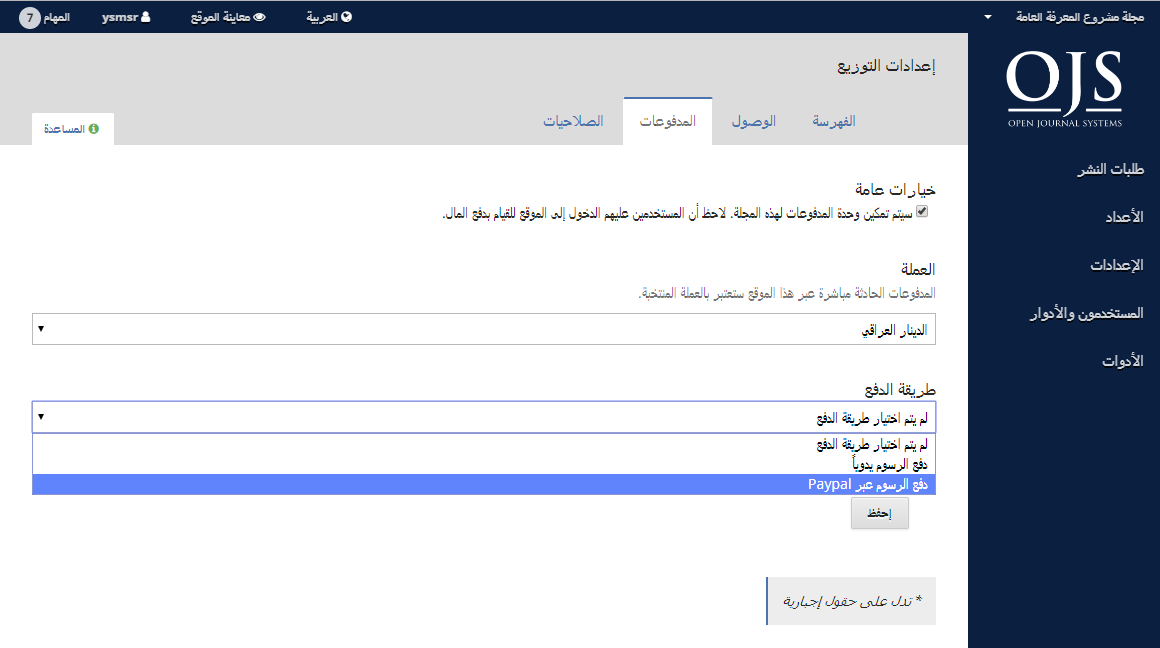 مجلة مشروع المعرفة العامة
العربية
معاينة الموقع
ysmsr
المهام 7
OJS
OPEN JOURNAL SYSTEMS
طلبات النشر
الأعداد
الإعدادات
المستخدمون والأدوار
الأدوات
إعدادات التوزيع
الفهرسة
الوصول
المدفوعات
الصلاحيات
المساعدة
خيارات عامة
سيتم تمكين وحدة المدفوعات لهذه المجلة. لاحظ أن المستخدمين عليهم الدخول إلى الموقع للقيام بدفع المال.
العملة
المدفوعات الحادثة مباشرة عبر هذا الموقع ستعتبر بالعملة المنتخبة.
الدينار العراقي
طريقة الدفع
لم يتم اختيار طريقة الدفع
لم يتم اختيار طريقة الدفع
دفع الرسوم يدوياً
دفع الرسوم عبر Paypal
إحفظ
* تدل على حقول إجبارية